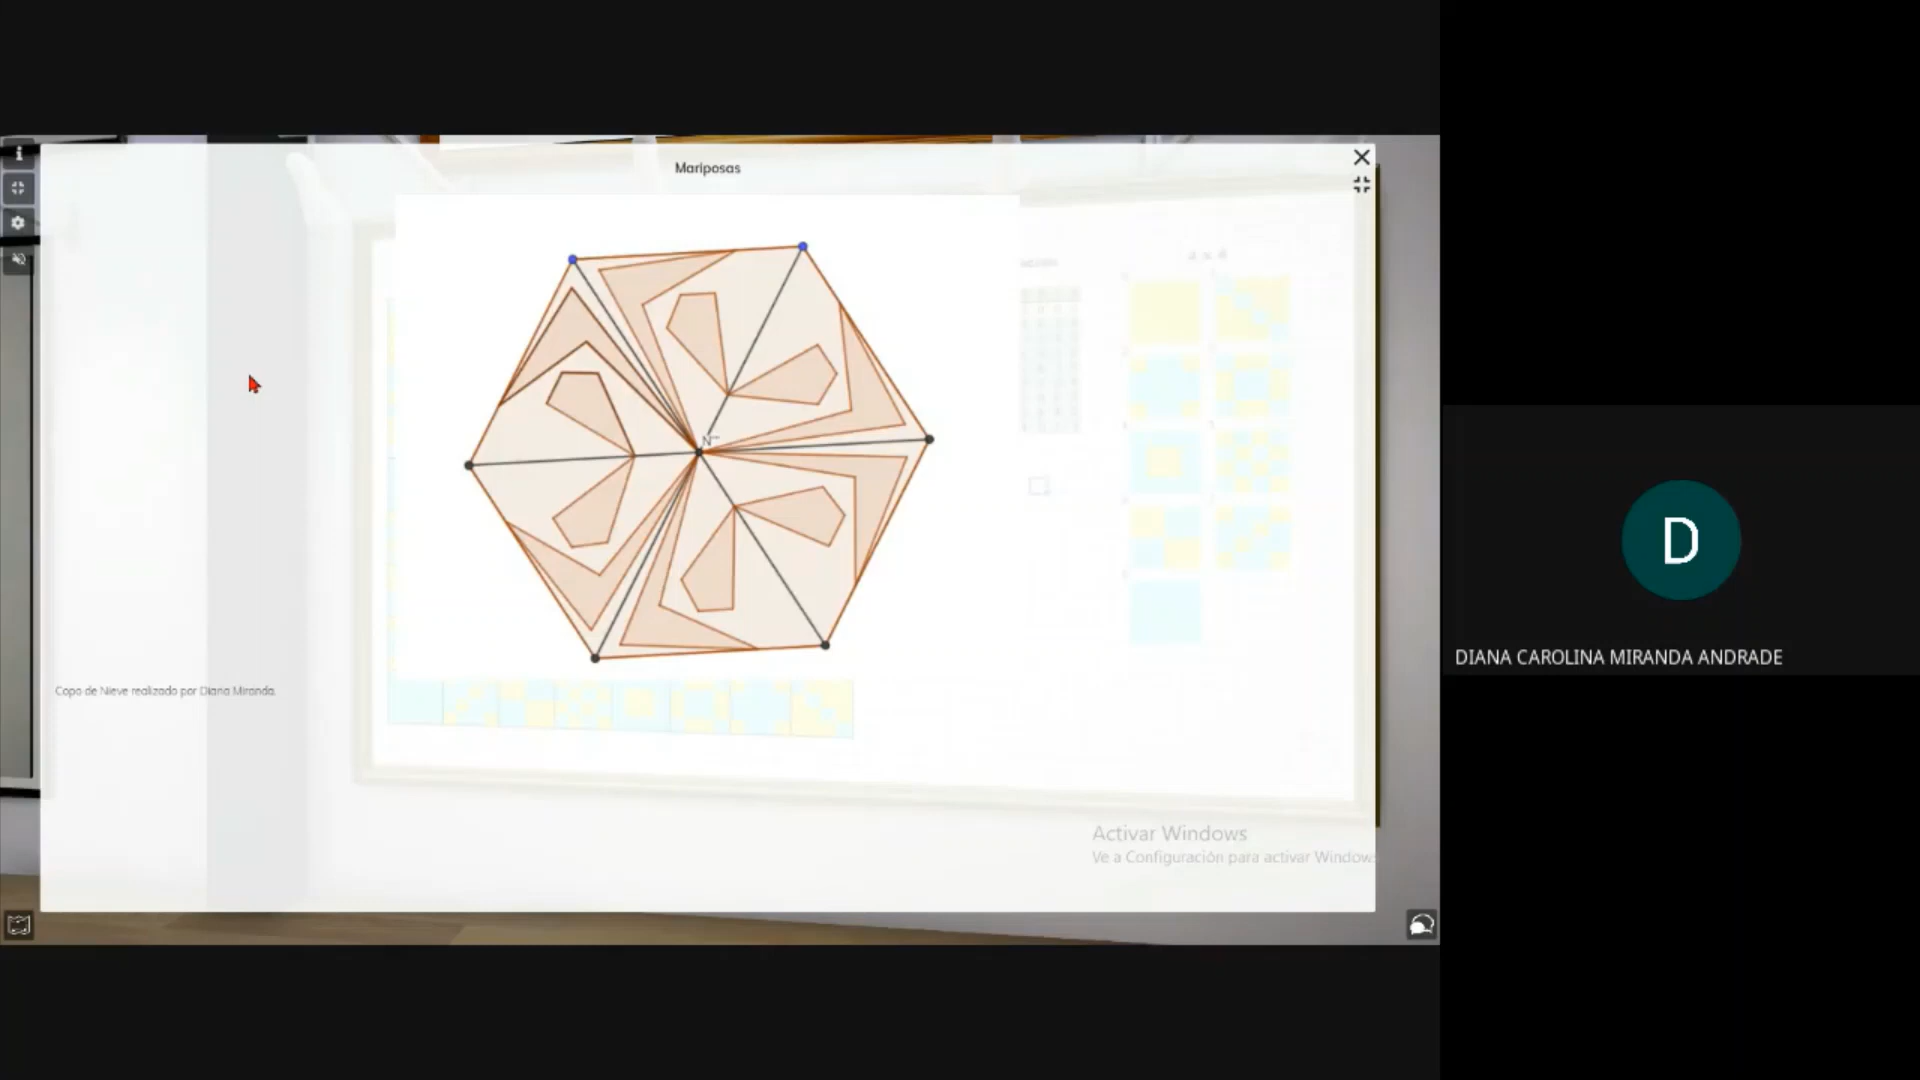 Mariposas
N'''
Copo de Nieve realizado por Diana Miranda.
Activar Windows
Ve a Configuración para activar Windows
D
DIANA CAROLINA MIRANDA ANDRADE